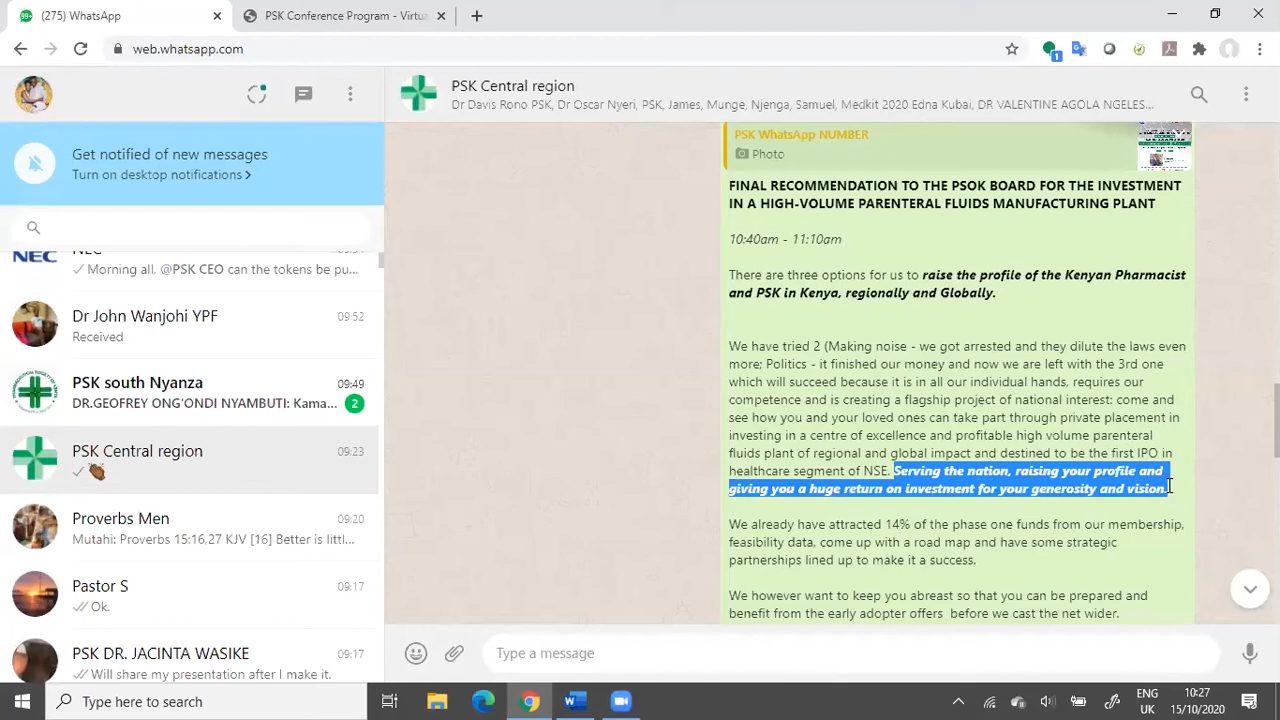 (275) WhatsApp
PSK Conference Program - Virtua
web.whatsapp.com
1
Get notified of new messages
Turn on desktop notifications >
NEC
NEC
Morning all, @PSK CEO can the tokens be pu...
Dr John Wanjohi YPF 09:52
Received
PSK south Nyanza 09:49
DR.GEOFREY ONG'ONDI NYAMBUTI: Kama... 2
PSK Central region 09:23
Proverbs Men 09:20
Mutahi: Proverbs 15:16.27 KJV [16] Better is littl...
Pastor S 09:17
Ok.
PSK DR. JACINTA WASIKE 09:17
Will share my presentation after I make it.
PSK Central region
Dr Davis Rono PSK, Dr Oscar Nyeri, PSK, James, Munge, Njenga, Samuel, Medkit 2020 Edna Kubai, DR VALENTINE AGOLA NGELES...
PSK WhatsApp NUMBER
Photo
FINAL RECOMMENDATION TO THE PSOK BOARD FOR THE INVESTMENT
IN A HIGH-VOLUME PARENTERAL FLUIDS MANUFACTURING PLANT
10:40am - 11:10am
There are three options for us to raise the profile of the Kenyan Pharmacist
and PSK in Kenya, regionally and Globally.
We have tried 2 (Making noise - we got arrested and they dilute the laws even
more; Politics - it finished our money and now we are left with the 3rd one
which will succeed because it is in all our individual hands, requires our
competence and is creating a flagship project of national interest: come and
see how you and your loved ones can take part through private placement in
investing in a centre of excellence and profitable high volume parenteral
fluids plant of regional and global impact and destined to be the first IPO in
healthcare segment of NSE. Serving the nation, raising your profile and
giving you a huge return on investment for your generosity and vision.
We already have attracted 14% of the phase one funds from our membership,
feasibility data, come up with a road map and have some strategic
partnerships lined up to make it a success.
We however want to keep you abreast so that you can be prepared and
benefit from the early adopter offers before we cast the net wider.
Type a message
Type here to search
ENG
UK
10:27
15/10/2020